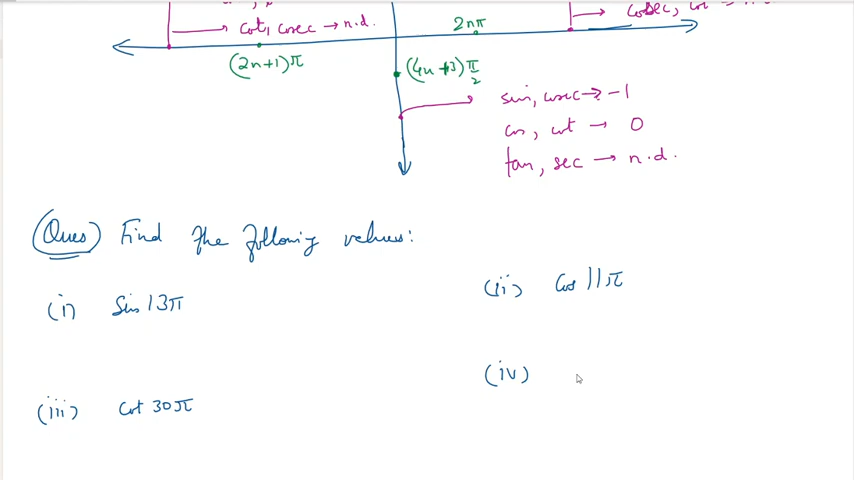 cot, cosec → n.d.
2nπ
(2n+1)π
(4n+3)π/2
sin, cosec → -1
cos, cot → 0
tan, sec → n.d.
Ques Find the following values:
(i) Sin 13π
(ii) Cos 11π
(iii) Cot 30π
(iv)